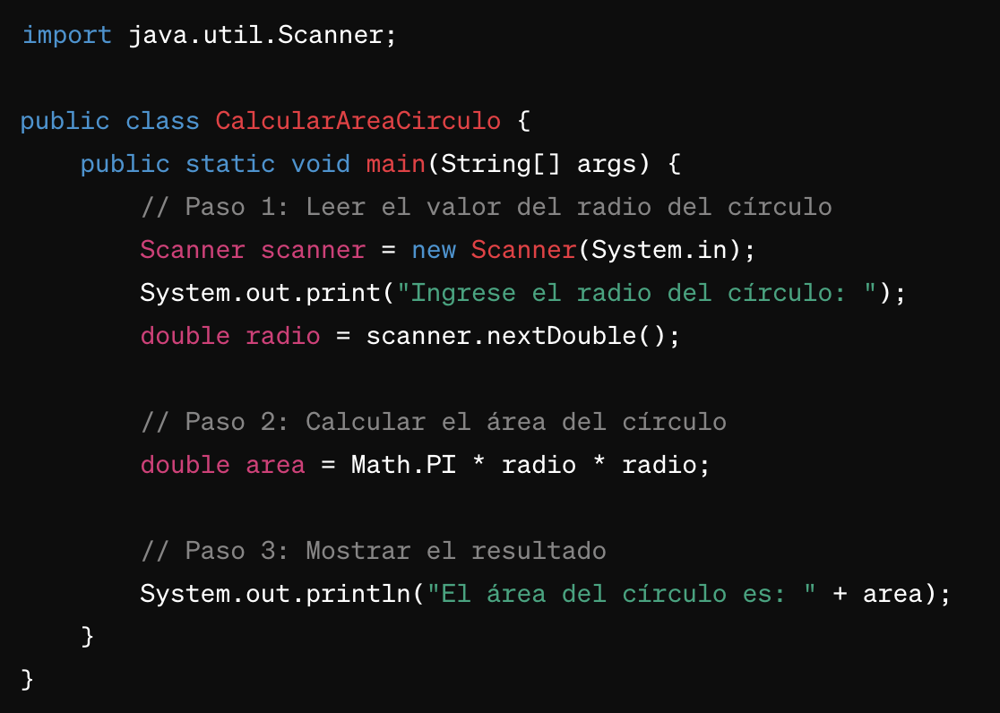 import java.util.Scanner;
public class CalcularAreaCirculo {
public static void main(String[] args) {
// Paso 1: Leer el valor del radio del círculo
Scanner scanner = new Scanner(System.in);
System.out.print("Ingrese el radio del círculo: ");
double radio = scanner.nextDouble();
// Paso 2: Calcular el área del círculo
double area = Math.PI * radio * radio;
// Paso 3: Mostrar el resultado
System.out.println("El área del círculo es: " + area);
}
}